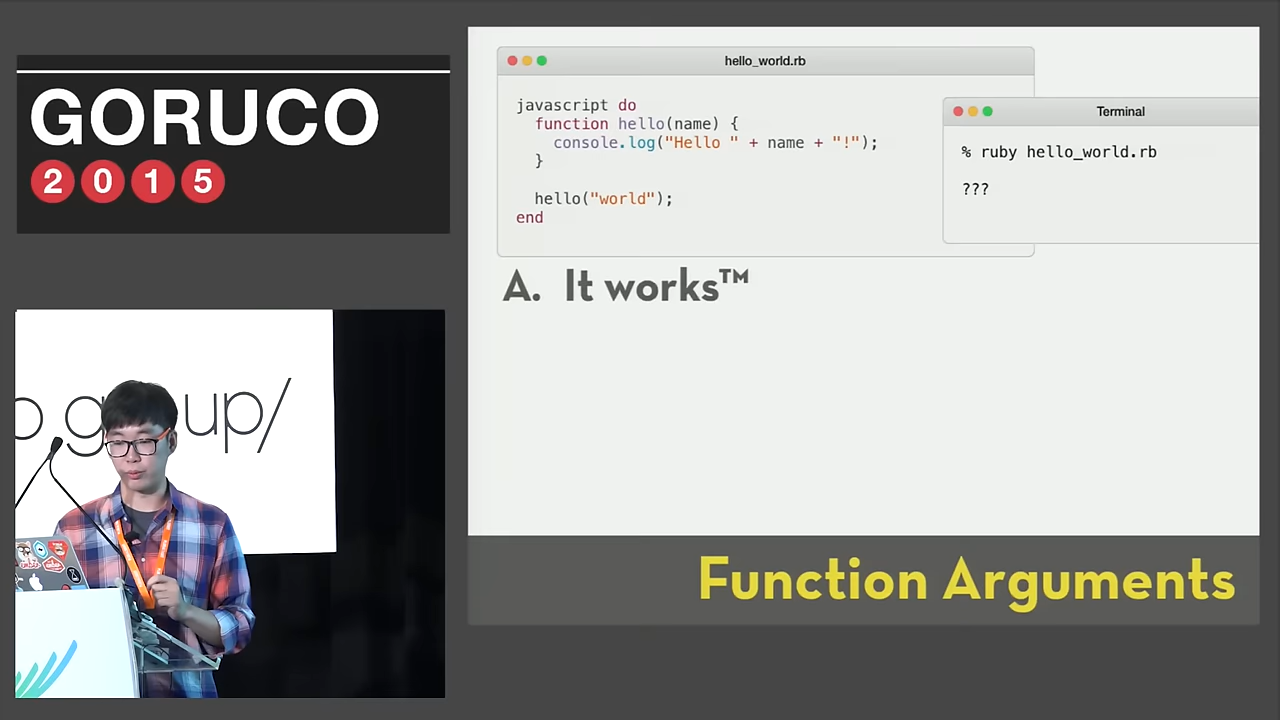 GORUCO
2015
hello_world.rb
javascript do
function hello(name) {
console.log("Hello " + name + "!");
}
hello("world");
end
Terminal
% ruby hello_world.rb
???
A. It works™
Function Arguments
up/